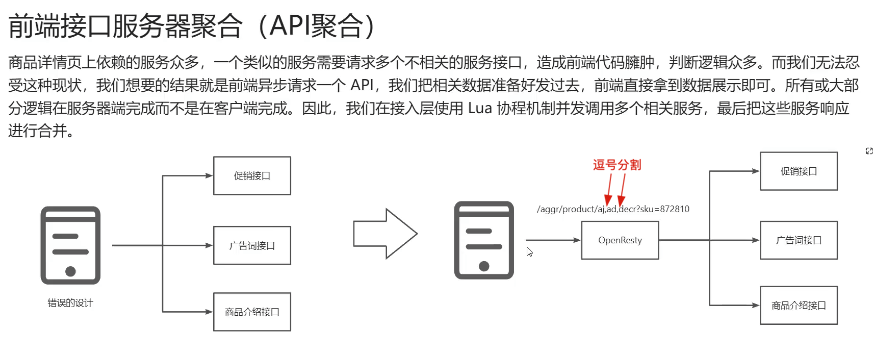 前端接口服务器聚合（API聚合）
商品详情页上依赖的服务众多，一个类似的服务需要请求多个不相关的服务接口，造成前端代码臃肿，判断逻辑众多。而我们无法忍
受这种现状，我们想要的结果就是前端异步请求一个 API，我们把相关数据准备好发过去，前端直接拿到数据展示即可。所有或大部
分逻辑在服务器端完成而不是在客户端完成。因此，我们在接入层使用 Lua 协程机制并发调用多个相关服务，最后把这些服务响应
进行合并。
促销接口
广告词接口
商品介绍接口
错误的设计
逗号分割
/aggr/product/aj,ad,decr?sku=872810
OpenResty
促销接口
广告词接口
商品介绍接口